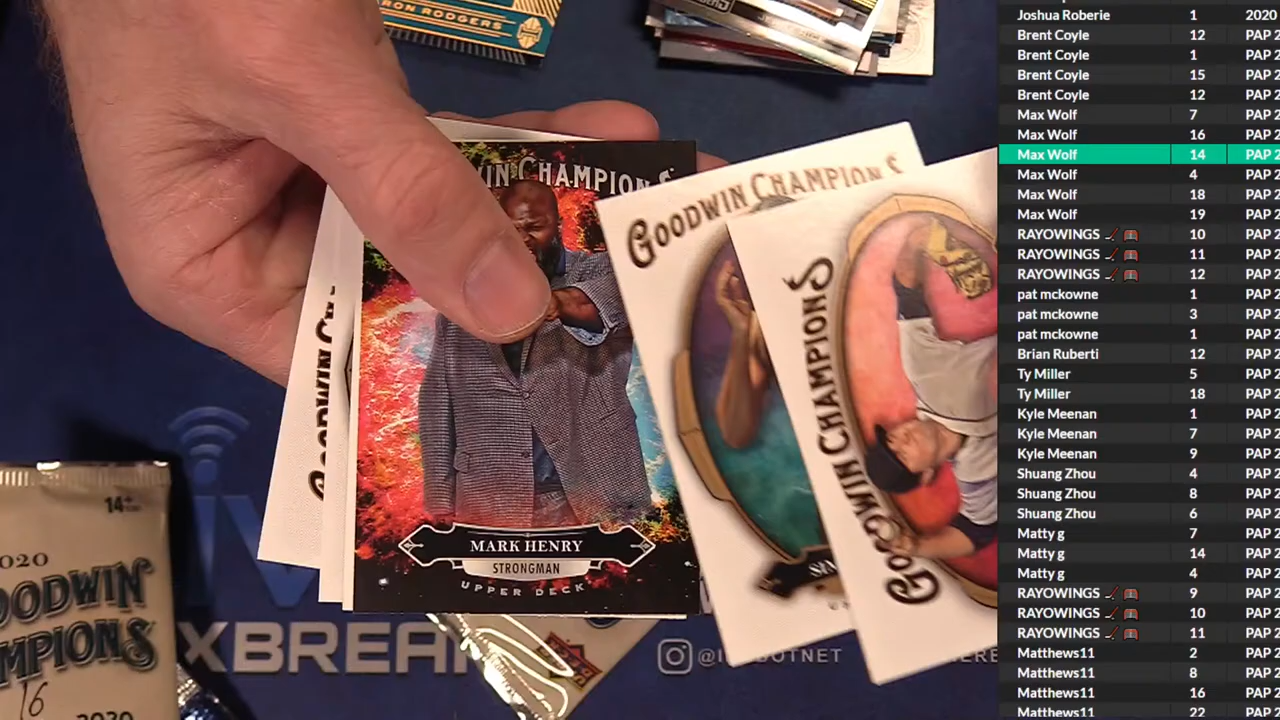 RON RODGERS
WIN CHAMPIONS
GOODWIN CHAMPIONS
GOODWIN CHAMPIONS
GOODWIN CH
MARK HENRY
STRONGMAN
UPPER DECK
14+
2020
GOODWIN
CHAMPIONS
16
2020
XBREA
NET
Joshua Roberie 1 2020
Brent Coyle 12 PAP 2
Brent Coyle 1 PAP 2
Brent Coyle 15 PAP 2
Brent Coyle 12 PAP 2
Max Wolf 7 PAP 2
Max Wolf 16 PAP 2
Max Wolf 14 PAP 2
Max Wolf 4 PAP 2
Max Wolf 18 PAP 2
Max Wolf 19 PAP 2
RAYOWINGS 10 PAP 2
RAYOWINGS 11 PAP 2
RAYOWINGS 12 PAP 2
pat mckowne 1 PAP 2
pat mckowne 3 PAP 2
pat mckowne 1 PAP 2
Brian Ruberti 12 PAP 2
Ty Miller 5 PAP 2
Ty Miller 18 PAP 2
Kyle Meenan 1 PAP 2
Kyle Meenan 7 PAP 2
Kyle Meenan 9 PAP 2
Shuang Zhou 4 PAP 2
Shuang Zhou 8 PAP 2
Shuang Zhou 6 PAP 2
Matty g 7 PAP 2
Matty g 14 PAP 2
Matty g 4 PAP 2
RAYOWINGS 9 PAP 2
RAYOWINGS 10 PAP 2
RAYOWINGS 11 PAP 2
Matthews11 2 PAP 2
Matthews11 8 PAP 2
Matthews11 16 PAP 2
Matthews11 22 PAP 2